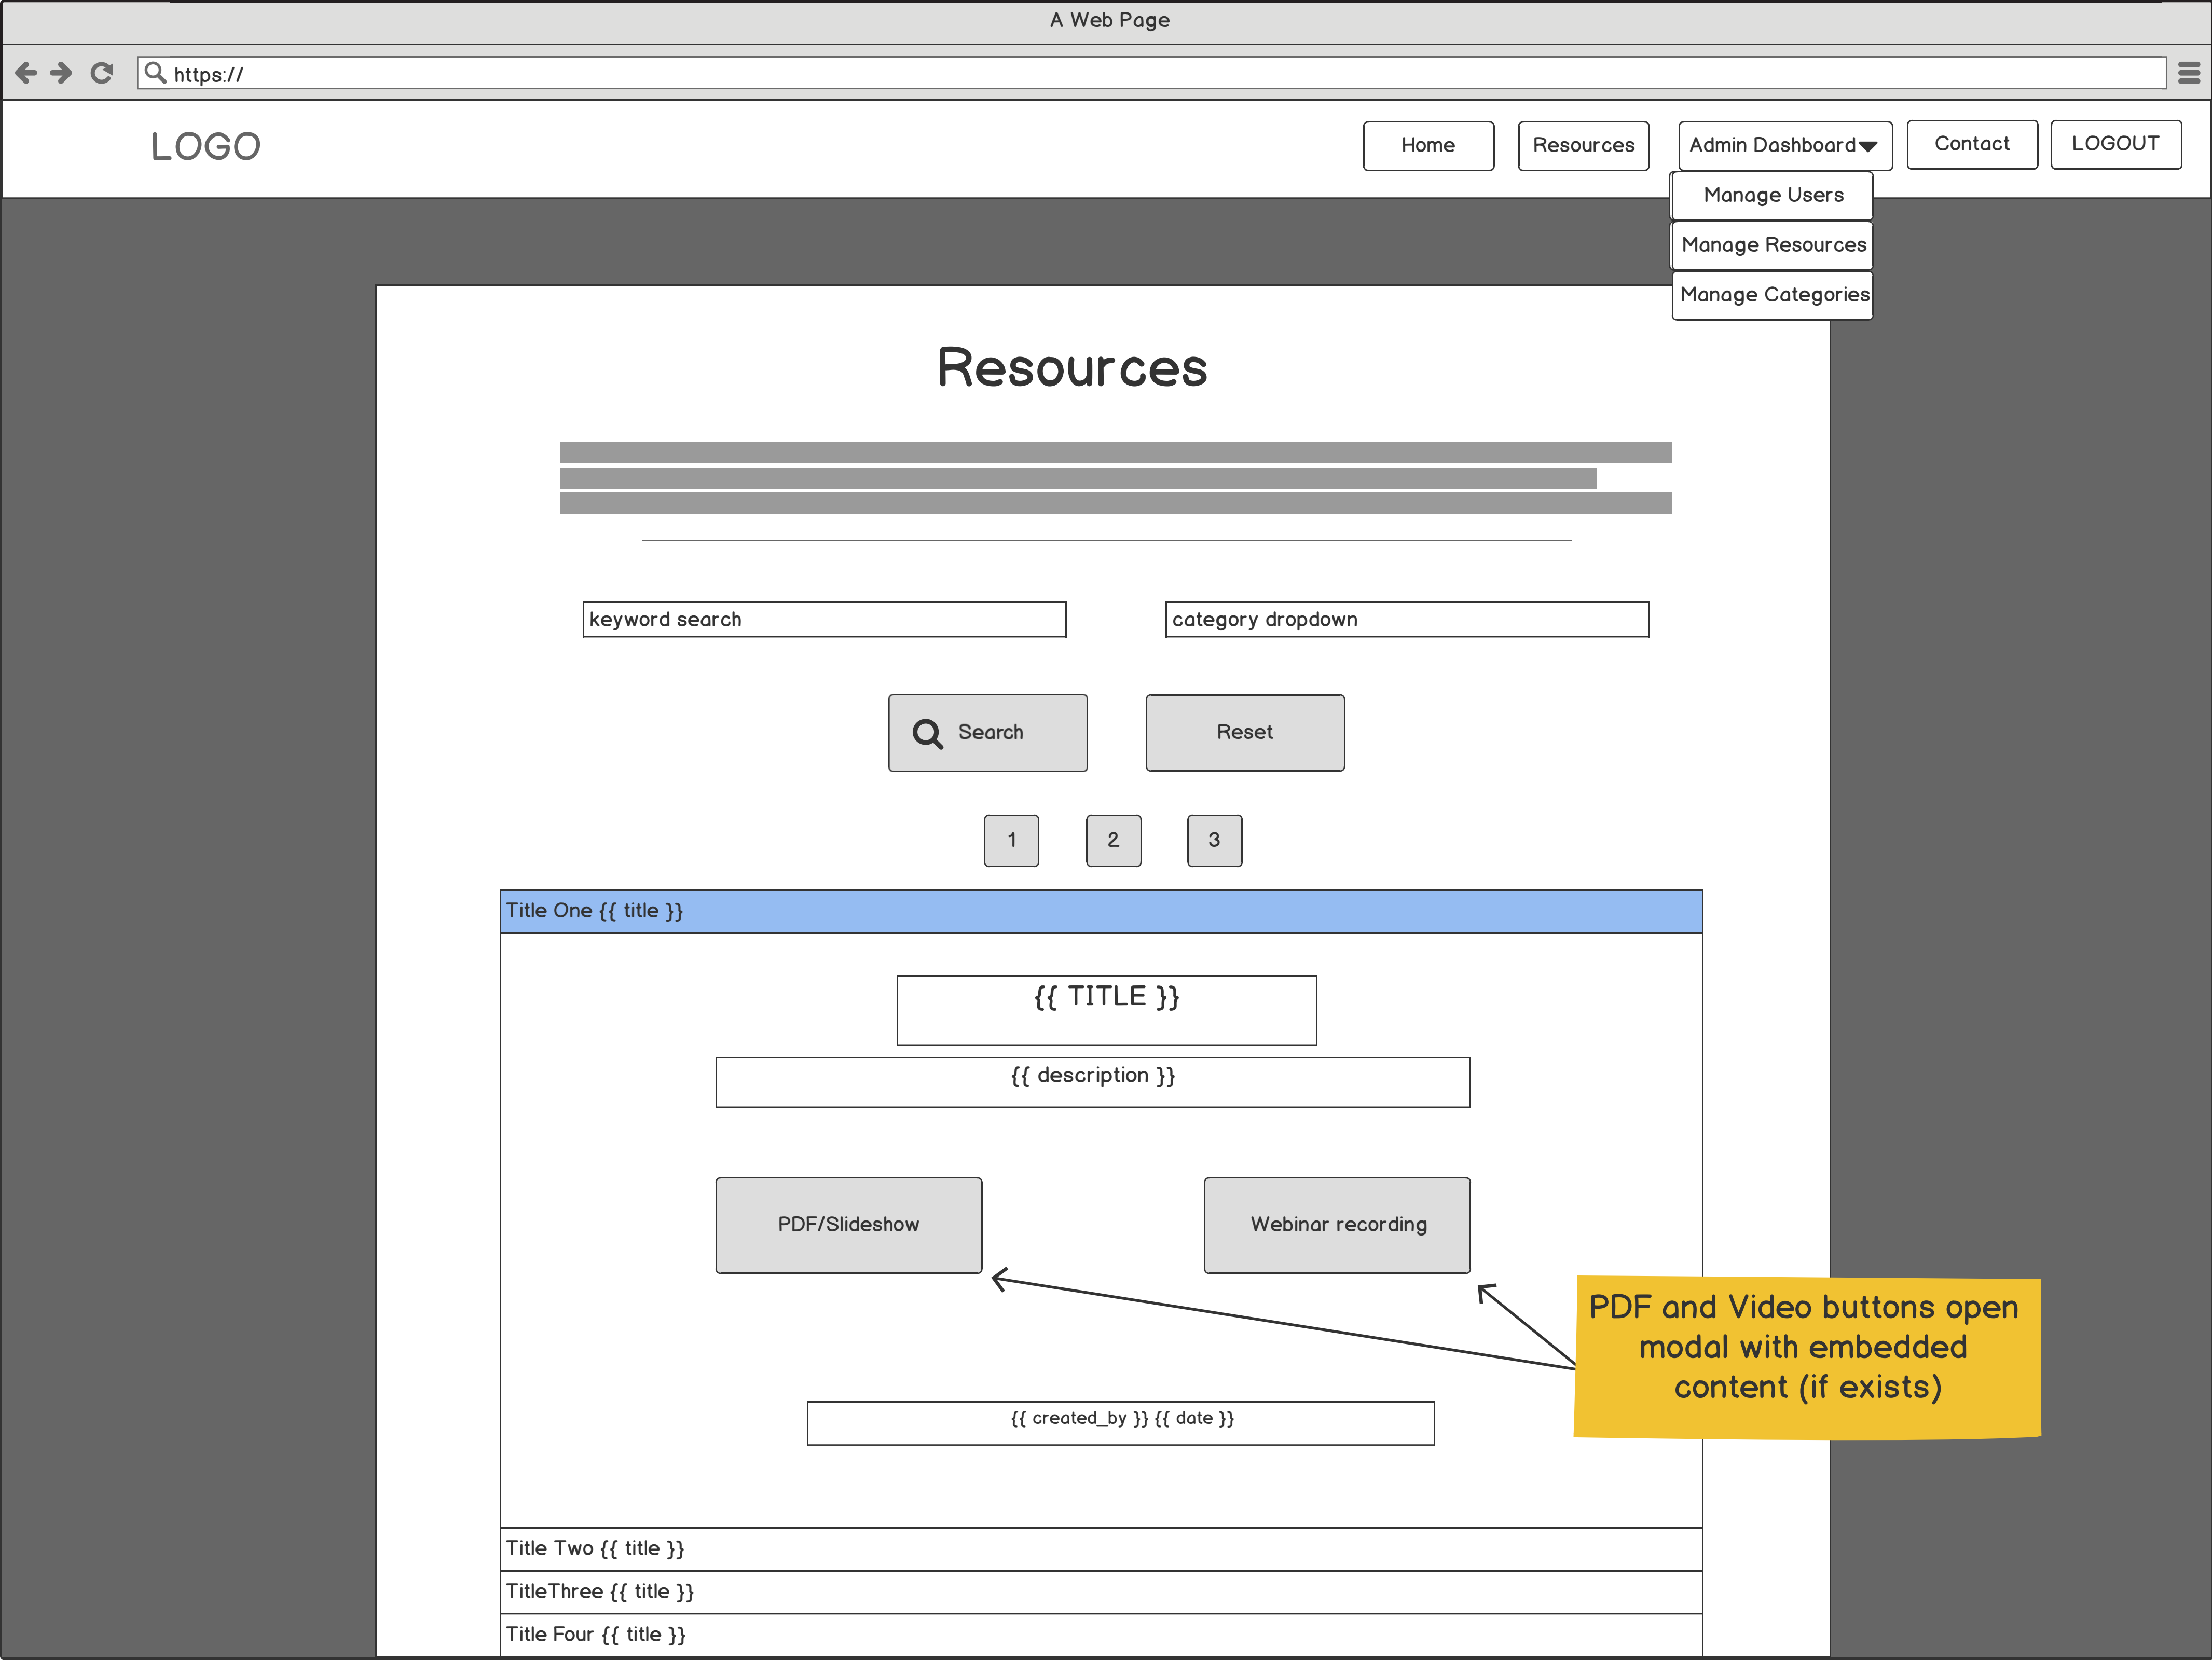 A Web Page
https://
LOGO
Home
Resources
Admin Dashboard
Contact
LOGOUT
Manage Users
Manage Resources
Manage Categories
Resources
keyword search
category dropdown
Search
Reset
1
2
3
Title One {{ title }}
{{ TITLE }}
{{ description }}
PDF/Slideshow
Webinar recording
PDF and Video buttons open
modal with embedded
content (if exists)
{{ created_by }} {{ date }}
Title Two {{ title }}
TitleThree {{ title }}
Title Four {{ title }}